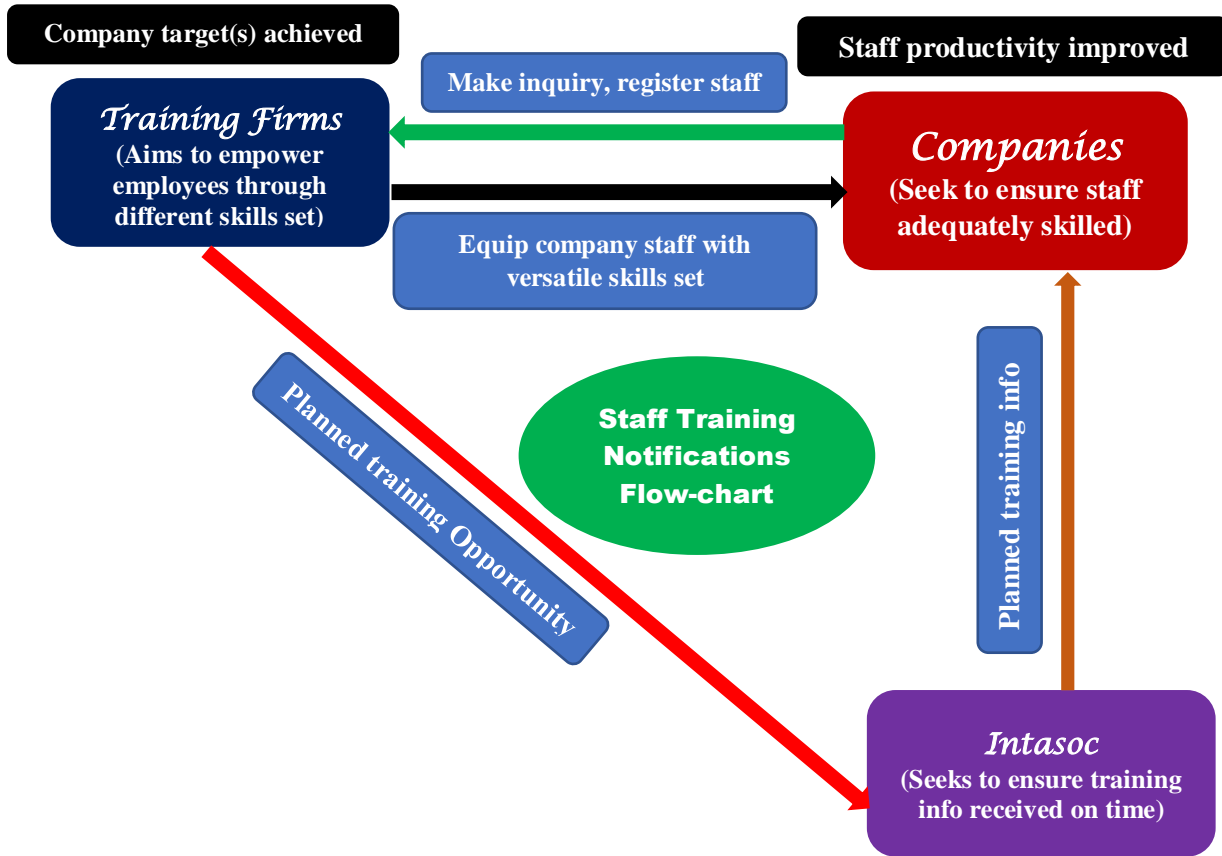 Company target(s) achieved
Staff productivity improved
Make inquiry, register staff
Training Firms
(Aims to empower
employees through
different skills set)
Companies
(Seek to ensure staff
adequately skilled)
Equip company staff with
versatile skills set
Planned training Opportunity
Staff Training
Notifications
Flow-chart
Planned training info
Intasoc
(Seeks to ensure training
info received on time)